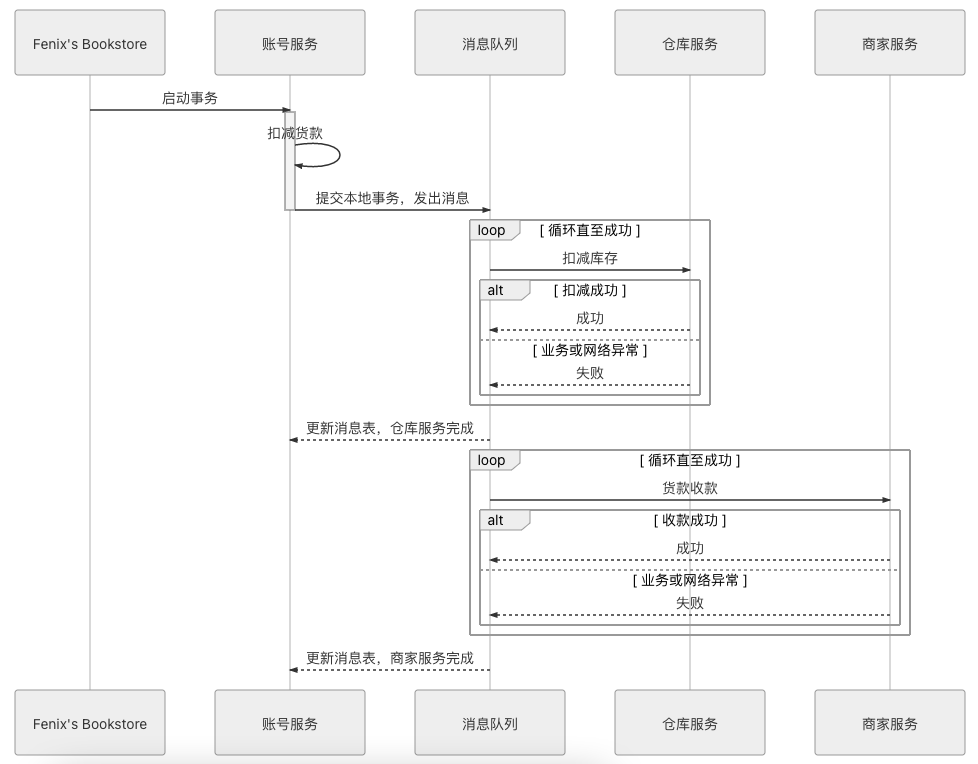 Fenix's Bookstore
账号服务
消息队列
仓库服务
商家服务
启动事务
扣减货款
提交本地事务，发出消息
loop
[ 循环直至成功 ]
扣减库存
alt
[ 扣减成功 ]
成功
[ 业务或网络异常 ]
失败
更新消息表，仓库服务完成
loop
[ 循环直至成功 ]
货款收款
alt
[ 收款成功 ]
成功
[ 业务或网络异常 ]
失败
更新消息表，商家服务完成
Fenix's Bookstore
账号服务
消息队列
仓库服务
商家服务